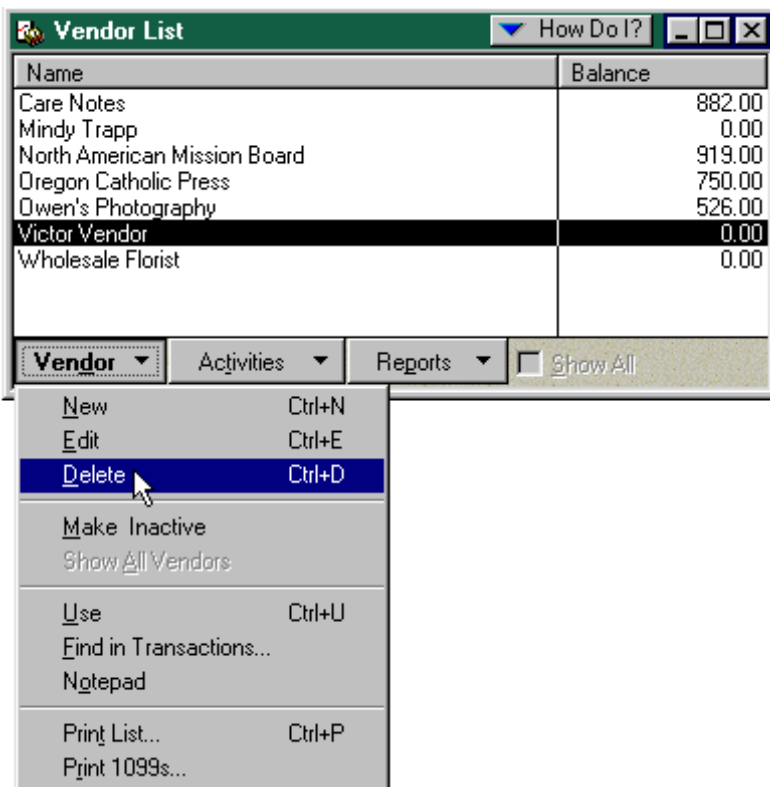 Vendor List How Do I?
Name Balance
Care Notes 882.00
Mindy Trapp 0.00
North American Mission Board 919.00
Oregon Catholic Press 750.00
Owen's Photography 526.00
Victor Vendor 0.00
Wholesale Florist 0.00
Vendor Activities Reports Show All
New Ctrl+N
Edit Ctrl+E
Delete Ctrl+D
Make Inactive
Show All Vendors
Use Ctrl+U
Find in Transactions...
Notepad
Print List... Ctrl+P
Print 1099s...